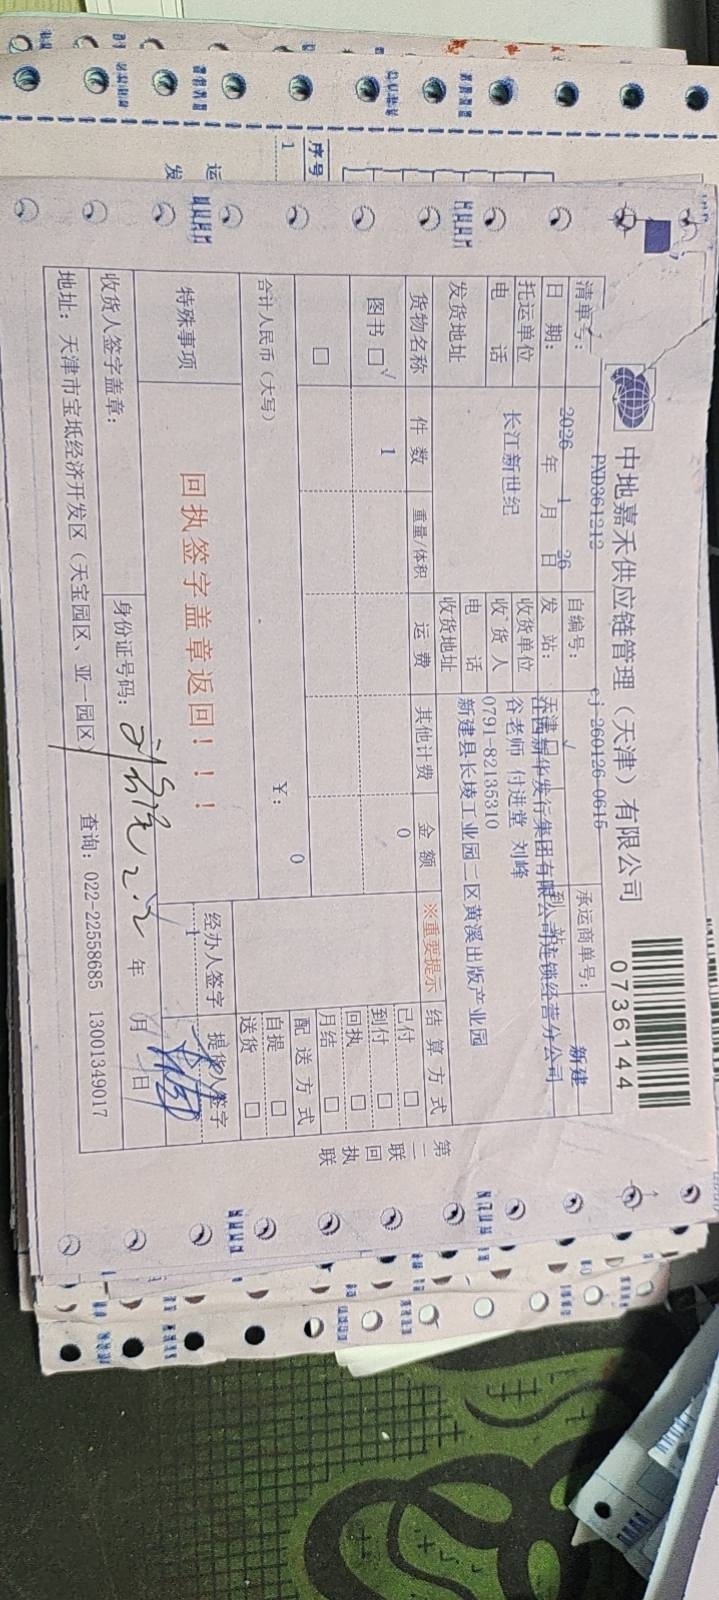 中地嘉禾供应链管理（天津）有限公司
0736144
清单号： PXD361212 自编号： cj-260126-0615 承运商单号：
日 期： 2026 年 1 月 26 日 发 站： 天津 √ 到 站 新建
托运单位 长江新世纪 收货单位 江西新华发行集团有限公司连锁经营分公司
收货人 谷老师 付进堂 刘峰
电 话 电 话 0791-82135310
发货地址 收货地址 新建县长堎工业园二区黄溪出版产业园
货物名称 件 数 重量/体积 运 费 其他计费 金 额 ※重要提示 结 算 方 式
图书 □√ 1 0
□
已付 □
到付 □
回执 □
月结 □
合计人民币（大写） ￥： 0
配 送 方 式
自提 □
送货 □
特殊事项 回执签字盖章返回！！！
经办人签字 提货人签字
1
收货人签字盖章： 身份证号码： 年 月 日
地址： 天津市宝坻经济开发区（天宝园区、亚一园区） 查询：022-22558685 13001349017
第二联 回执联
序号
1
运
发